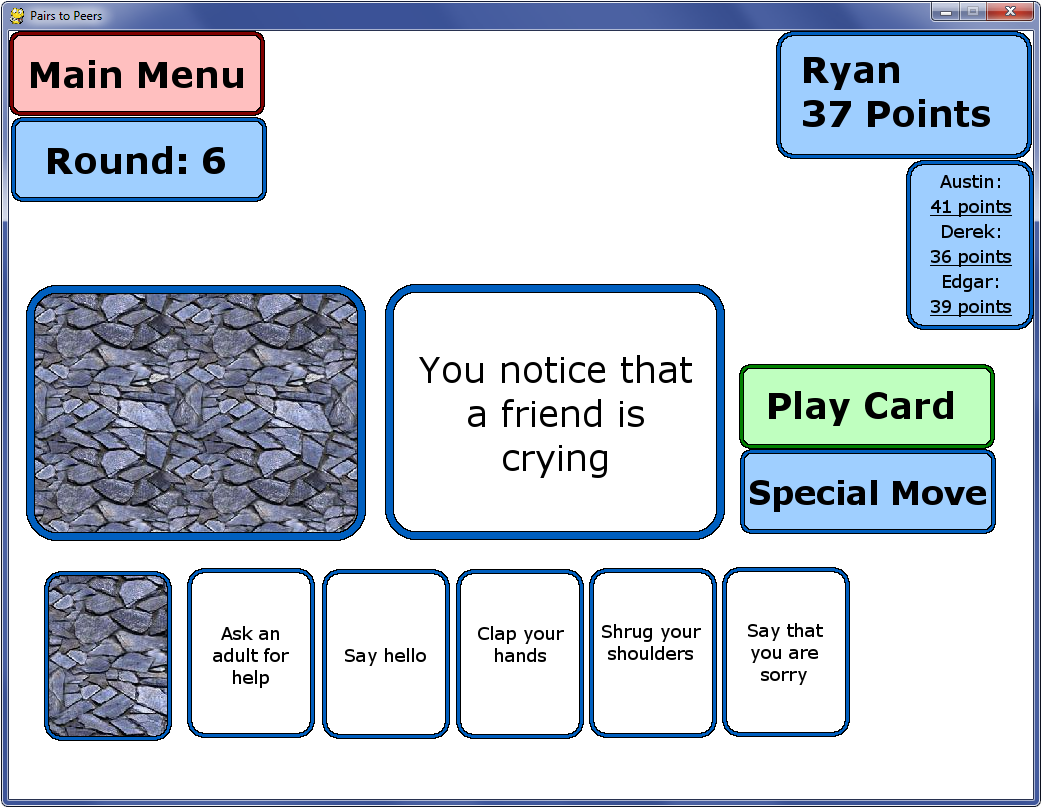 Pairs to Peers
Main Menu
Round: 6
Ryan
37 Points
Austin:
41 points
Derek:
36 points
Edgar:
39 points
You notice that
a friend is
crying
Play Card
Special Move
Ask an
adult for
help
Say hello
Clap your
hands
Shrug your
shoulders
Say that
you are
sorry